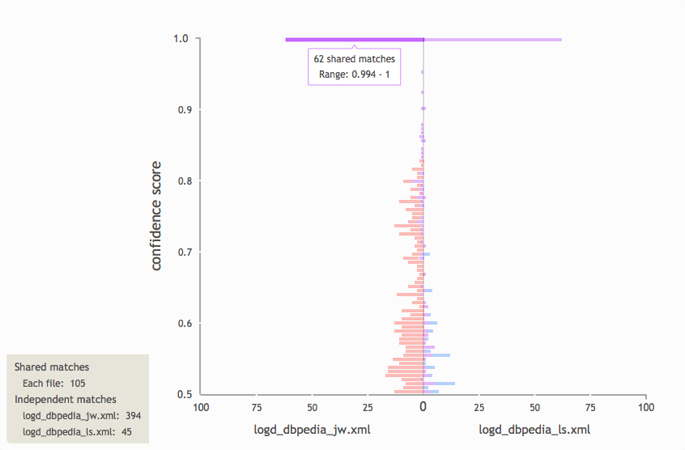 1.0
62 shared matches
Range: 0.994 - 1
0.9
confidence score
0.8
0.7
0.6
Shared matches
Each file: 105
Independent matches
logd_dbpedia_jw.xml: 394
logd_dbpedia_ls.xml: 45
0.5
100 75 50 25 0 25 50 75 100
logd_dbpedia_jw.xml logd_dbpedia_ls.xml